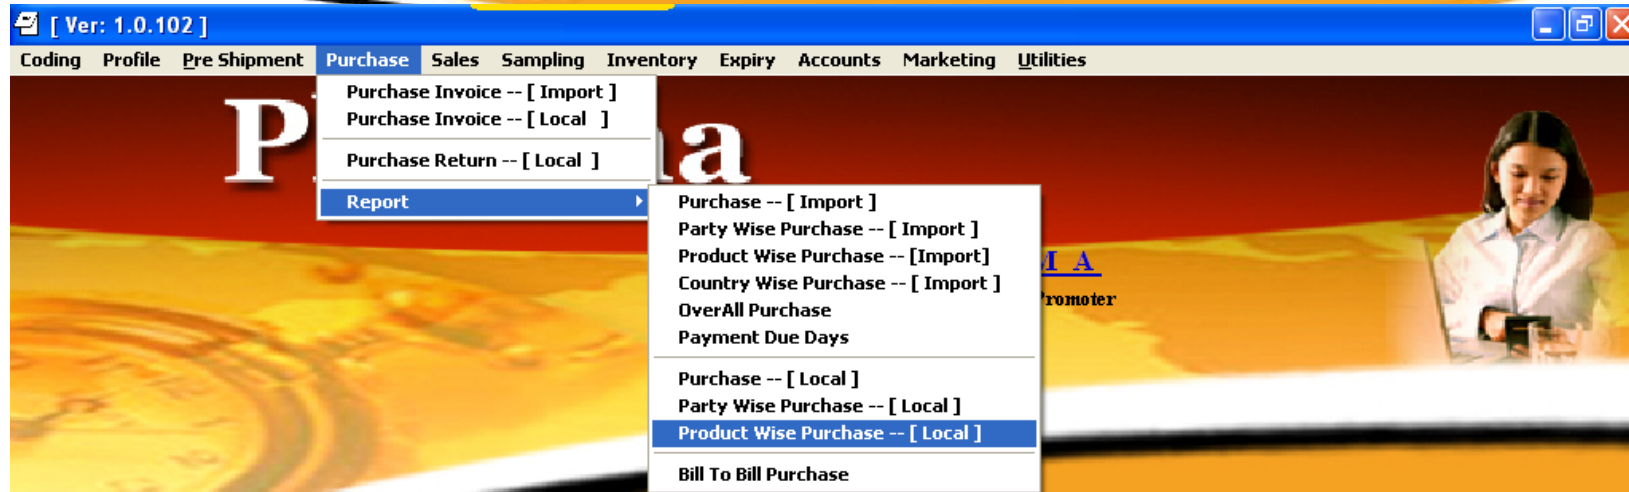 [ Ver: 1.0.102 ]
Coding Profile Pre Shipment Purchase Sales Sampling Inventory Expiry Accounts Marketing Utilities
Purchase Invoice -- [ Import ]
Purchase Invoice -- [ Local ]
Purchase Return -- [ Local ]
Report
Purchase -- [ Import ]
Party Wise Purchase -- [ Import ]
Product Wise Purchase -- [Import]
Country Wise Purchase -- [ Import ]
OverAll Purchase
Payment Due Days
Purchase -- [ Local ]
Party Wise Purchase -- [ Local ]
Product Wise Purchase -- [ Local ]
Bill To Bill Purchase